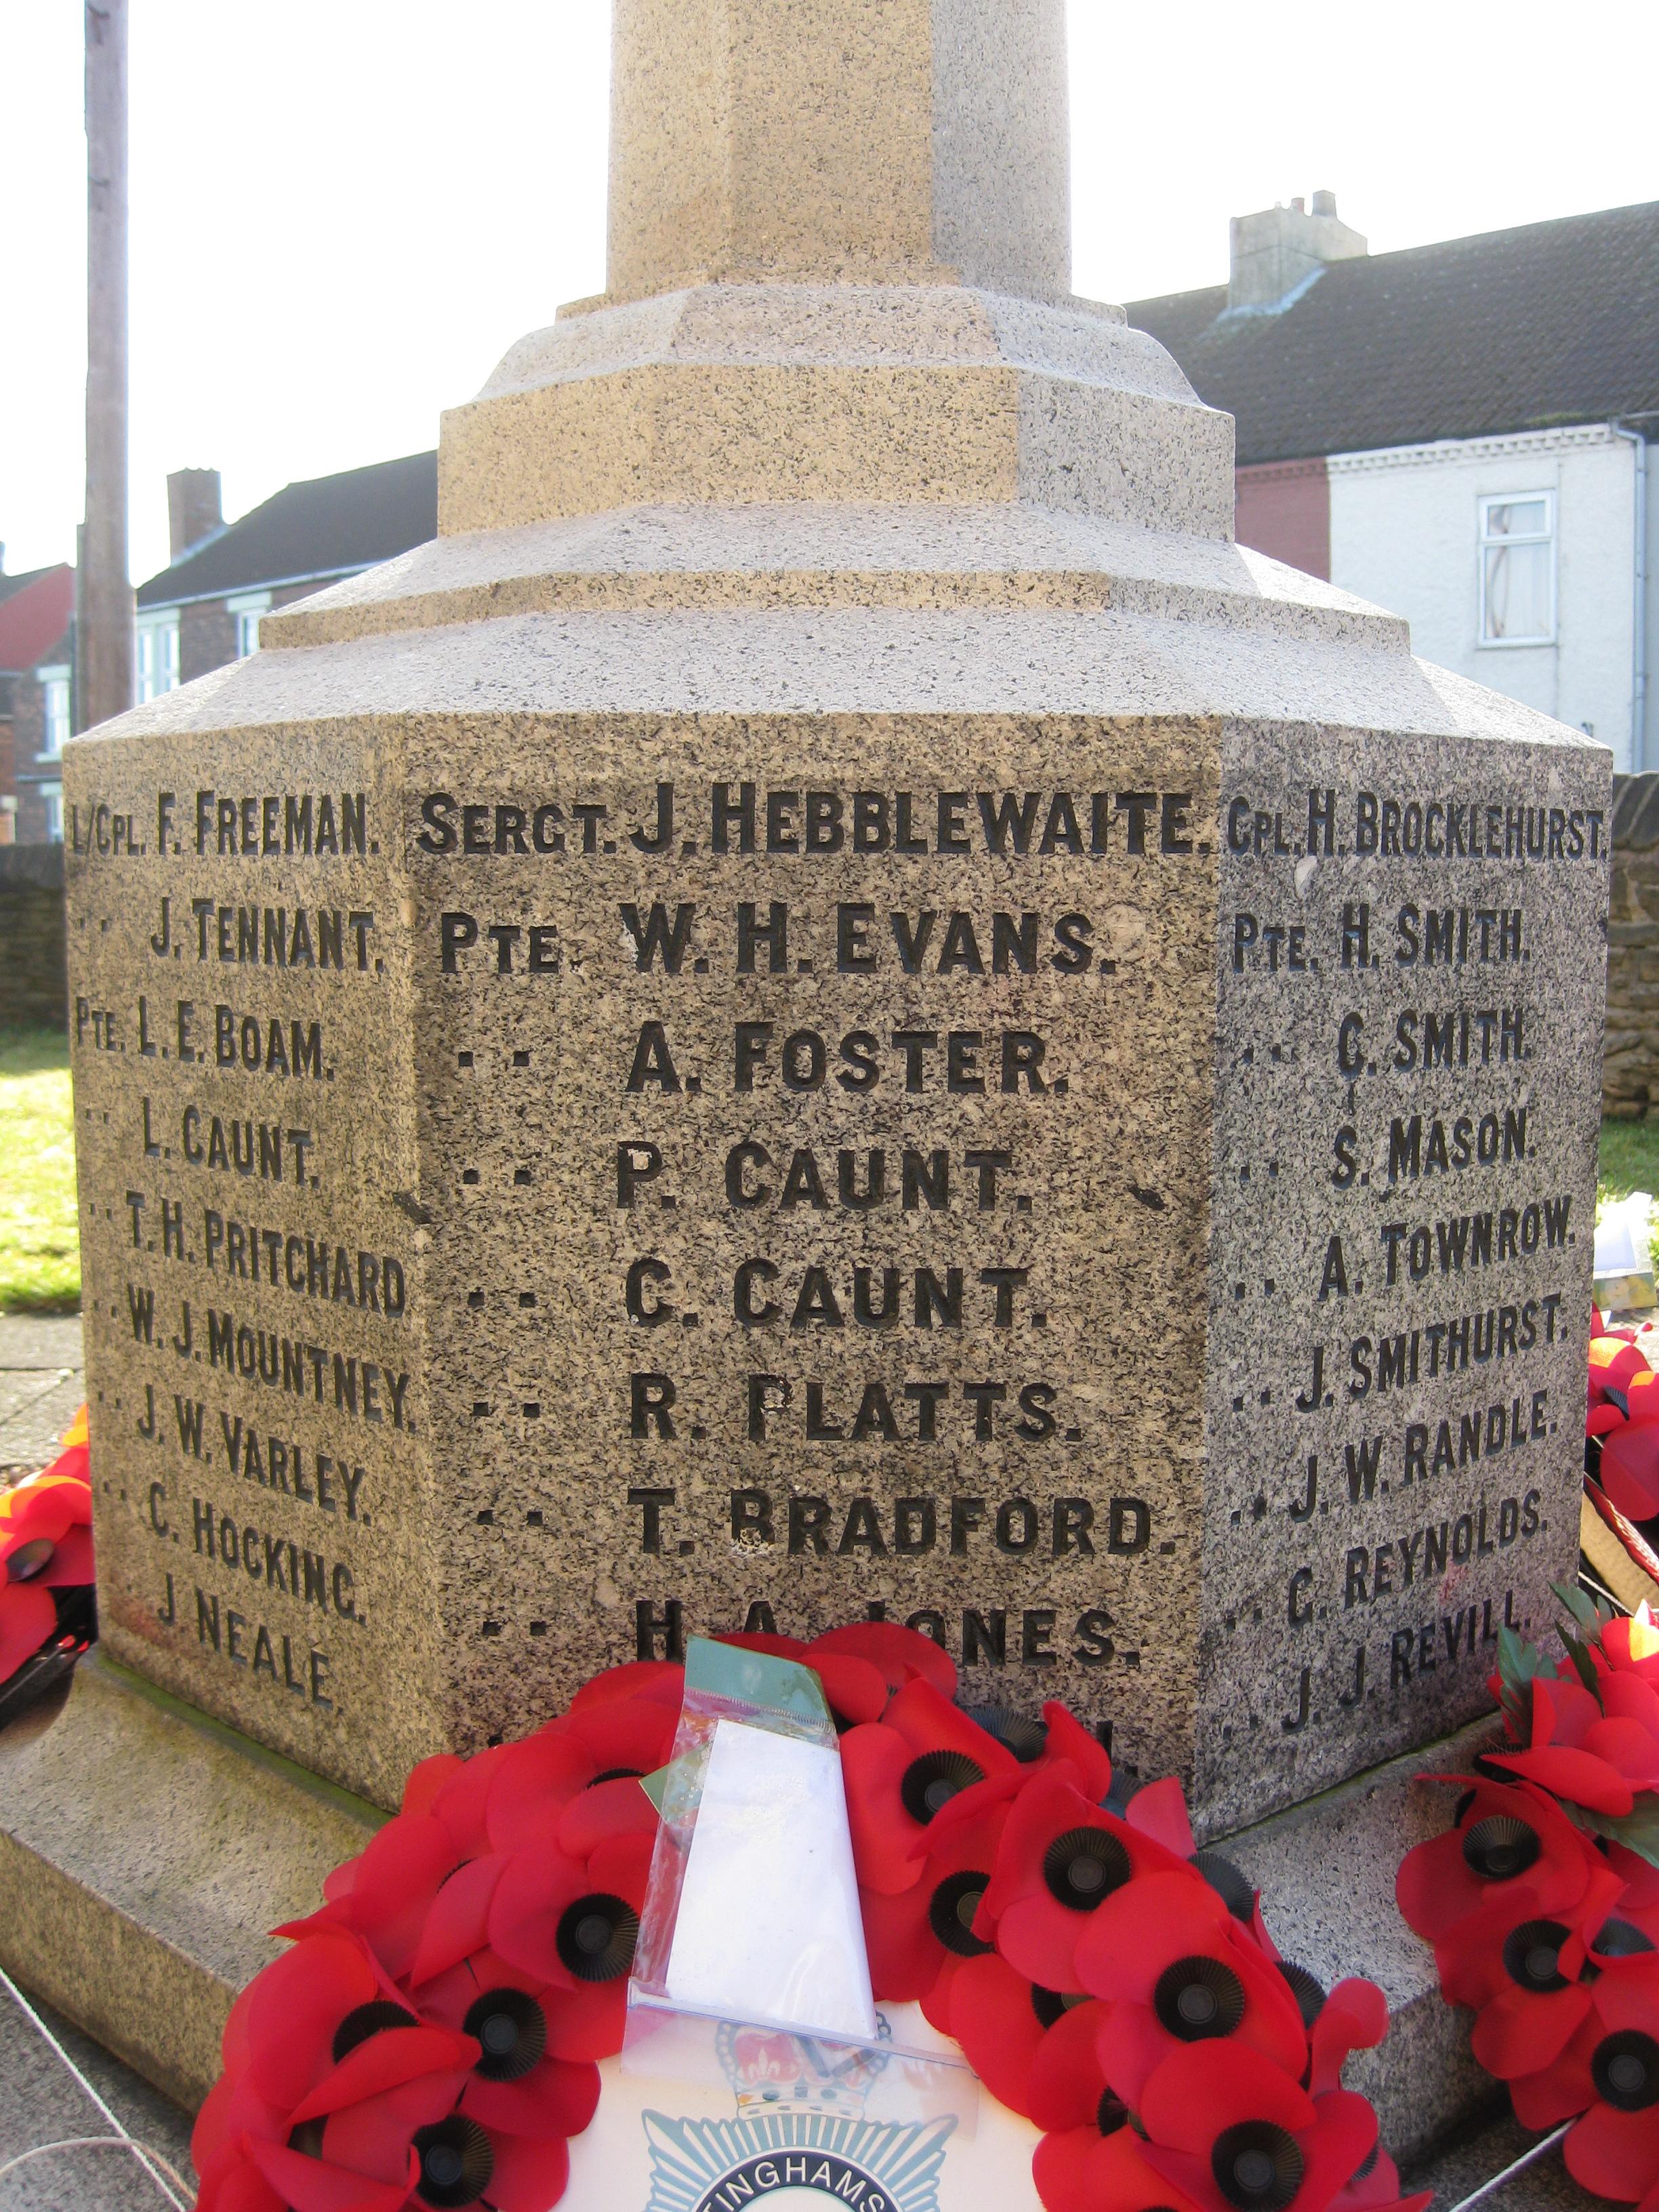 L/CPL. F. FREEMAN.
·· J. TENNANT.
PTE. L. E. BOAM.
·· L. CAUNT.
·· T. H. PRITCHARD
·· W. J. MOUNTNEY.
·· J. W. VARLEY.
·· C. HOCKING.
J NEALE
SERGT. J. HEBBLEWAITE.
PTE. W. H. EVANS.
·· A. FOSTER.
·· P. CAUNT.
·· C. CAUNT.
·· R. PLATTS.
·· T. BRADFORD.
·· H. A. JONES.
CPL. H. BROCKLEHURST.
PTE. H. SMITH.
·· C. SMITH.
·· S. MASON.
·· A. TOWNROW.
·· J. SMITHURST.
·· J. W. RANDLE.
·· G. REYNOLDS.
·· J. J. REVILL.
TINGHAMS